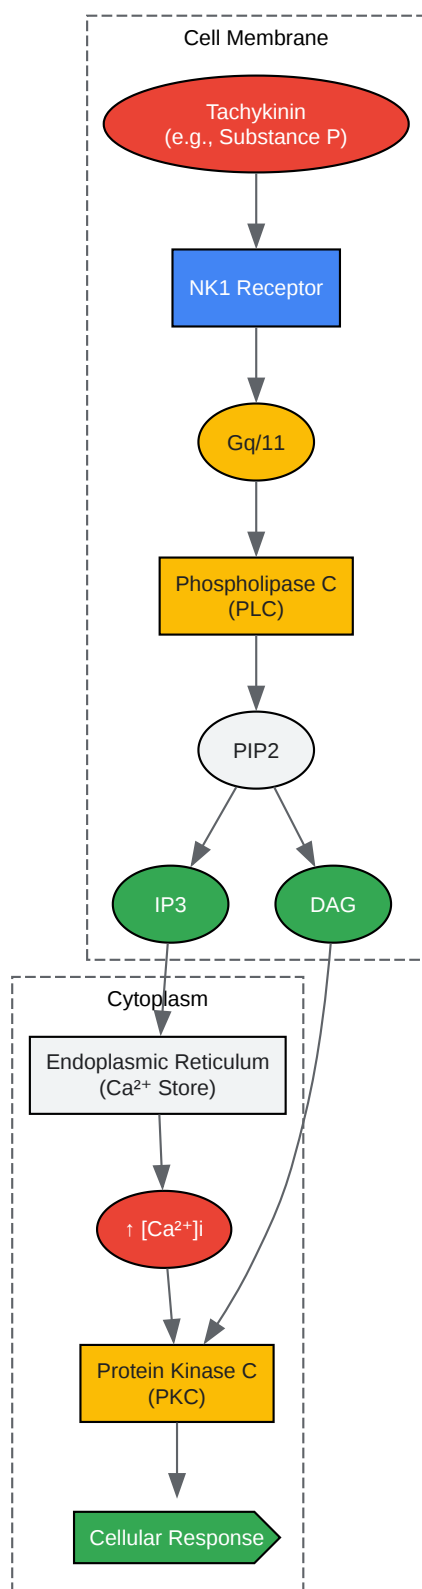 Cell Membrane
Tachykinin
(e.g., Substance P)
NK1 Receptor
Gq/11
Phospholipase C
(PLC)
PIP2
IP3
DAG
Cytoplasm
Endoplasmic Reticulum
(Ca²⁺ Store)
↑ [Ca²⁺]i
Protein Kinase C
(PKC)
Cellular Response